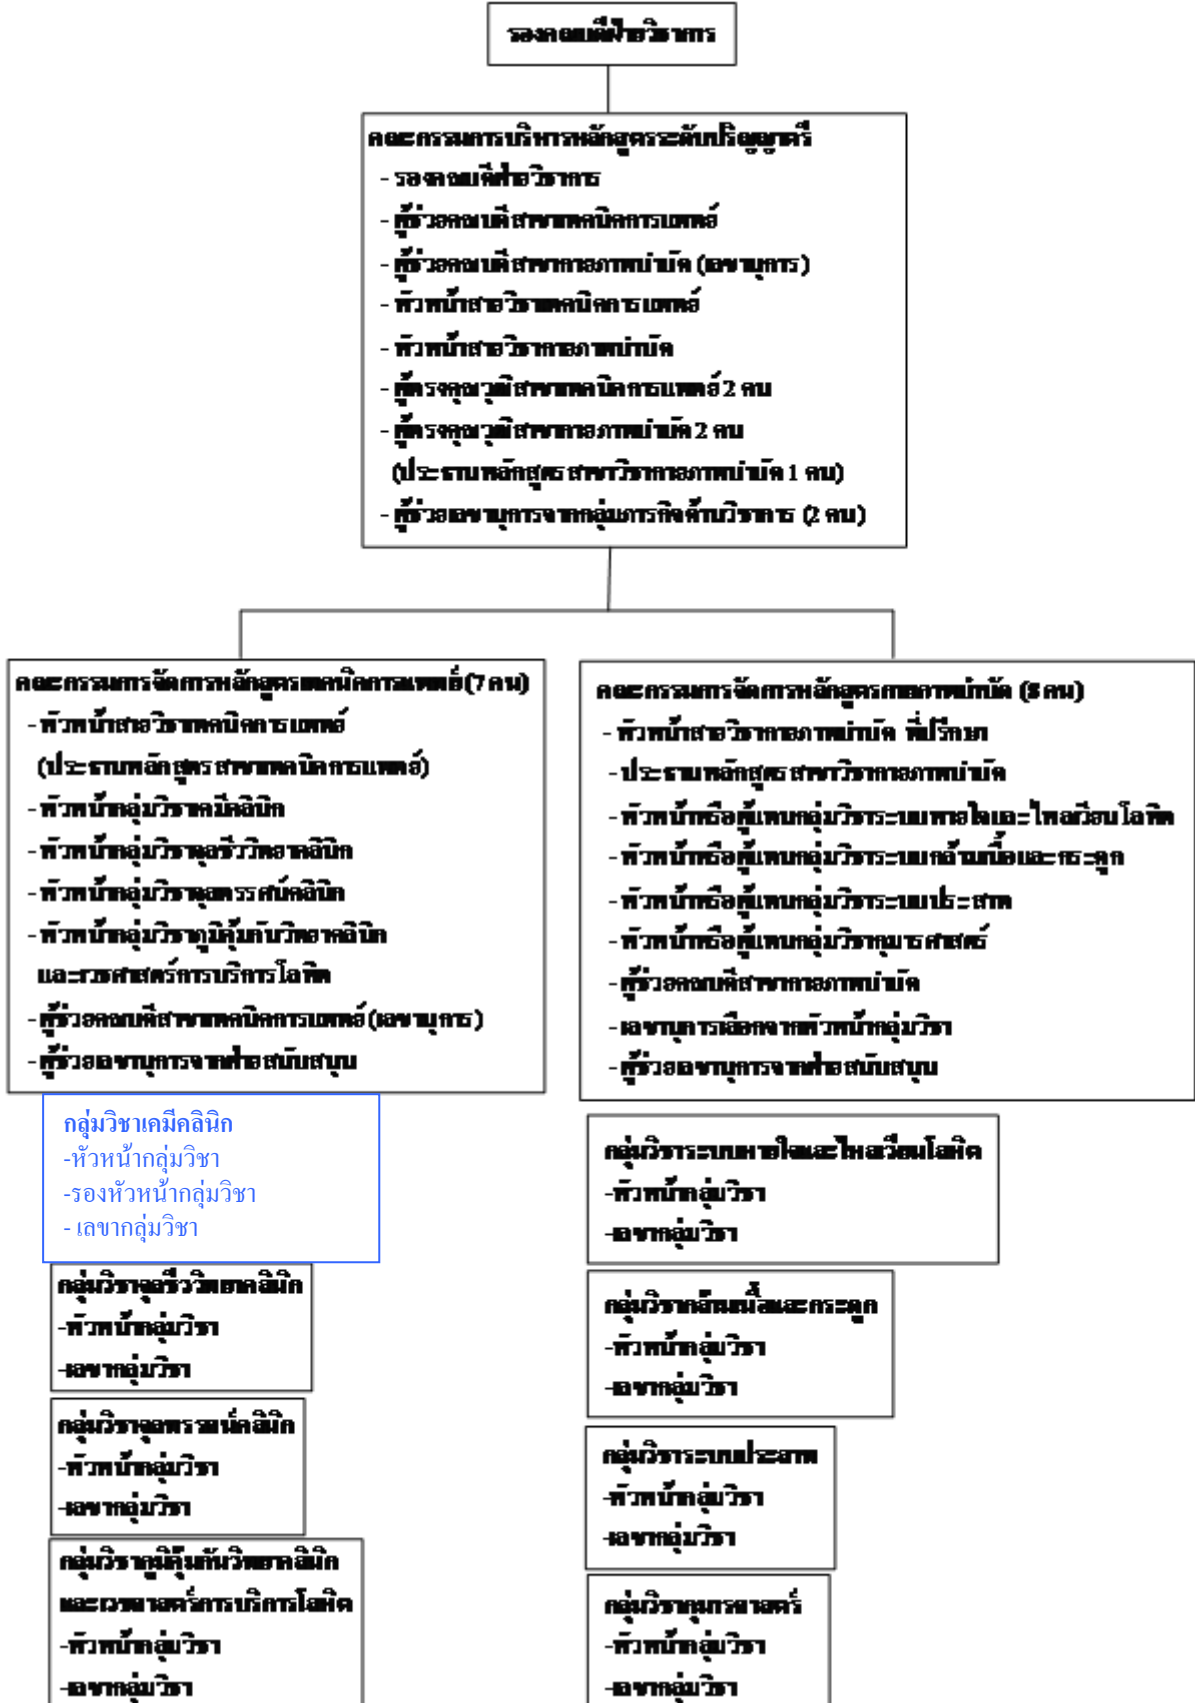 รองคณบดีฝ่ายวิชาการ
คณะกรรมการบริหารหลักสูตรระดับปริญญาตรี
- รองคณบดีฝ่ายวิชาการ
- ผู้ช่วยคณบดีสาขาเทคนิคการแพทย์
- ผู้ช่วยคณบดีสาขากายภาพบำบัด (เลขานุการ)
- หัวหน้าสายวิชาเทคนิคการแพทย์
- หัวหน้าสายวิชากายภาพบำบัด
- ผู้ทรงคุณวุฒิสาขาเทคนิคการแพทย์ 2 คน
- ผู้ทรงคุณวุฒิสาขากายภาพบำบัด 2 คน
(ประธานหลักสูตร สาขาวิชากายภาพบำบัด 1 คน)
- ผู้ช่วยเลขานุการจากกลุ่มภารกิจด้านวิชาการ (2 คน)
คณะกรรมการจัดการหลักสูตรเทคนิคการแพทย์ (7 คน)
- หัวหน้าสายวิชาเทคนิคการแพทย์
(ประธานหลักสูตร สาขาเทคนิคการแพทย์)
- หัวหน้ากลุ่มวิชาเคมีคลินิก
- หัวหน้ากลุ่มวิชาจุลชีววิทยาคลินิก
- หัวหน้ากลุ่มวิชาจุลทรรศน์คลินิก
- หัวหน้ากลุ่มวิชาภูมิคุ้มกันวิทยาคลินิก
และเวชศาสตร์การบริการโลหิต
- ผู้ช่วยคณบดีสาขาเทคนิคการแพทย์ (เลขานุการ)
- ผู้ช่วยเลขานุการจากฝ่ายสนับสนุน
กลุ่มวิชาเคมีคลินิก
-หัวหน้ากลุ่มวิชา
-รองหัวหน้ากลุ่มวิชา
- เลขากลุ่มวิชา
กลุ่มวิชาจุลชีววิทยาคลินิก
-หัวหน้ากลุ่มวิชา
-เลขากลุ่มวิชา
กลุ่มวิชาจุลทรรศน์คลินิก
-หัวหน้ากลุ่มวิชา
-เลขากลุ่มวิชา
กลุ่มวิชาภูมิคุ้มกันวิทยาคลินิก
และเวชศาสตร์การบริการโลหิต
-หัวหน้ากลุ่มวิชา
-เลขากลุ่มวิชา
คณะกรรมการจัดการหลักสูตรกายภาพบำบัด (8 คน)
- หัวหน้าสายวิชากายภาพบำบัด ที่ปรึกษา
- ประธานหลักสูตร สาขาวิชากายภาพบำบัด
- หัวหน้าหรือผู้แทนกลุ่มวิชาระบบหายใจและไหลเวียนโลหิต
- หัวหน้าหรือผู้แทนกลุ่มวิชาระบบกล้ามเนื้อและกระดูก
- หัวหน้าหรือผู้แทนกลุ่มวิชาระบบประสาท
- หัวหน้าหรือผู้แทนกลุ่มวิชากุมารศาสตร์
- ผู้ช่วยคณบดีสาขากายภาพบำบัด
- เลขานุการเลือกจากหัวหน้ากลุ่มวิชา
- ผู้ช่วยเลขานุการจากฝ่ายสนับสนุน
กลุ่มวิชาระบบหายใจและไหลเวียนโลหิต
-หัวหน้ากลุ่มวิชา
-เลขากลุ่มวิชา
กลุ่มวิชากล้ามเนื้อและกระดูก
-หัวหน้ากลุ่มวิชา
-เลขากลุ่มวิชา
กลุ่มวิชาระบบประสาท
-หัวหน้ากลุ่มวิชา
-เลขากลุ่มวิชา
กลุ่มวิชากุมารศาสตร์
-หัวหน้ากลุ่มวิชา
-เลขากลุ่มวิชา